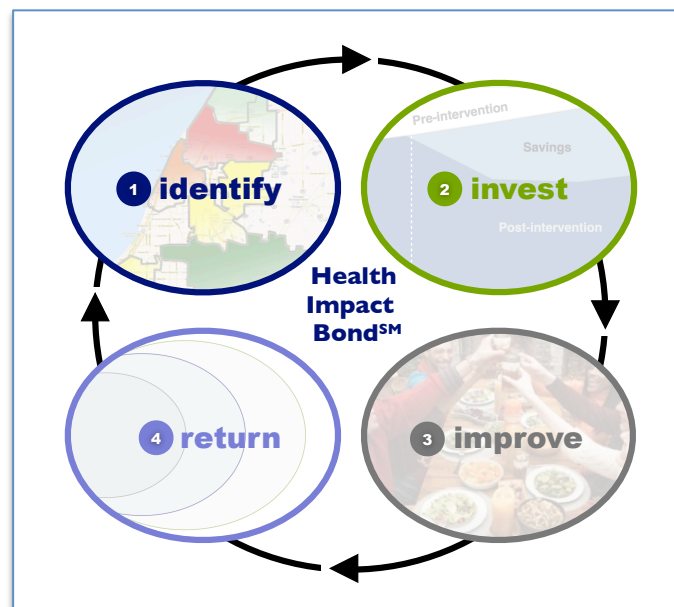 1 identify
Pre-intervention
Savings
2 invest
Post-intervention
Health
Impact
Bond℠
4 return
3 improve